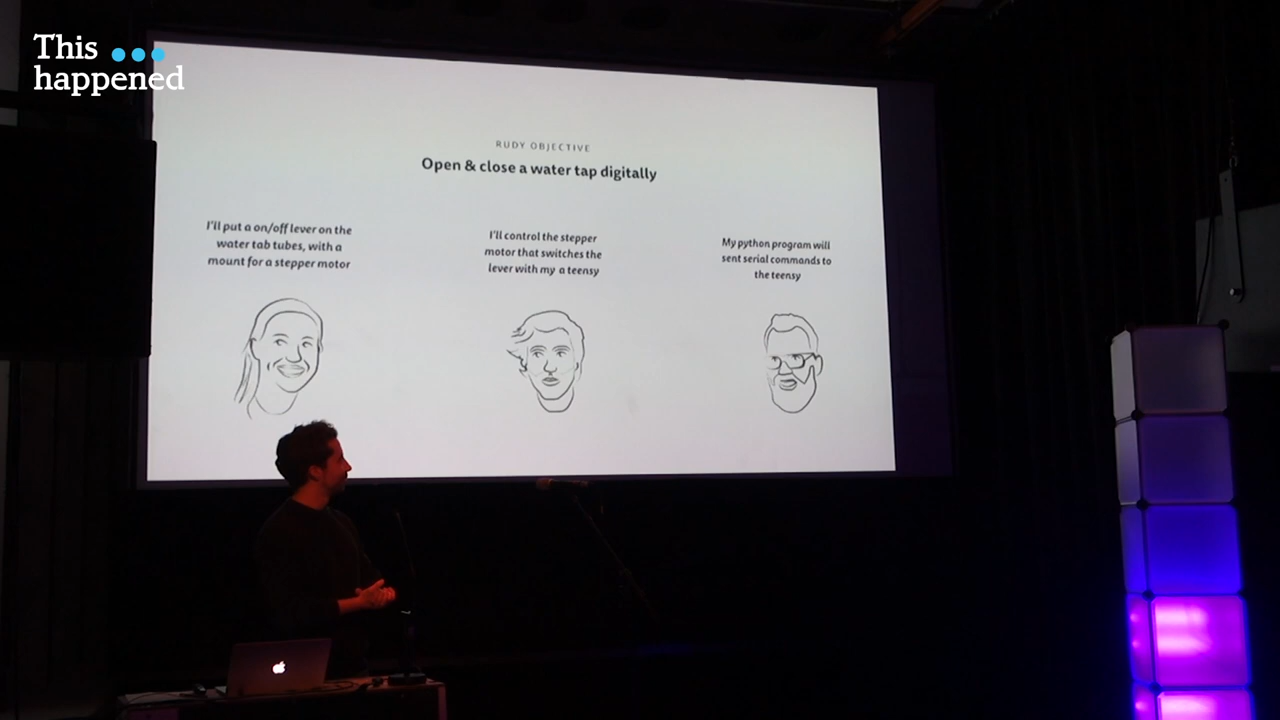 This
happened
RUDY OBJECTIVE
Open & close a water tap digitally
I'll put a on/off lever on the
water tab tubes, with a
mount for a stepper motor
I'll control the stepper
motor that switches the
lever with my a teensy
My python program will
sent serial commands to
the teensy